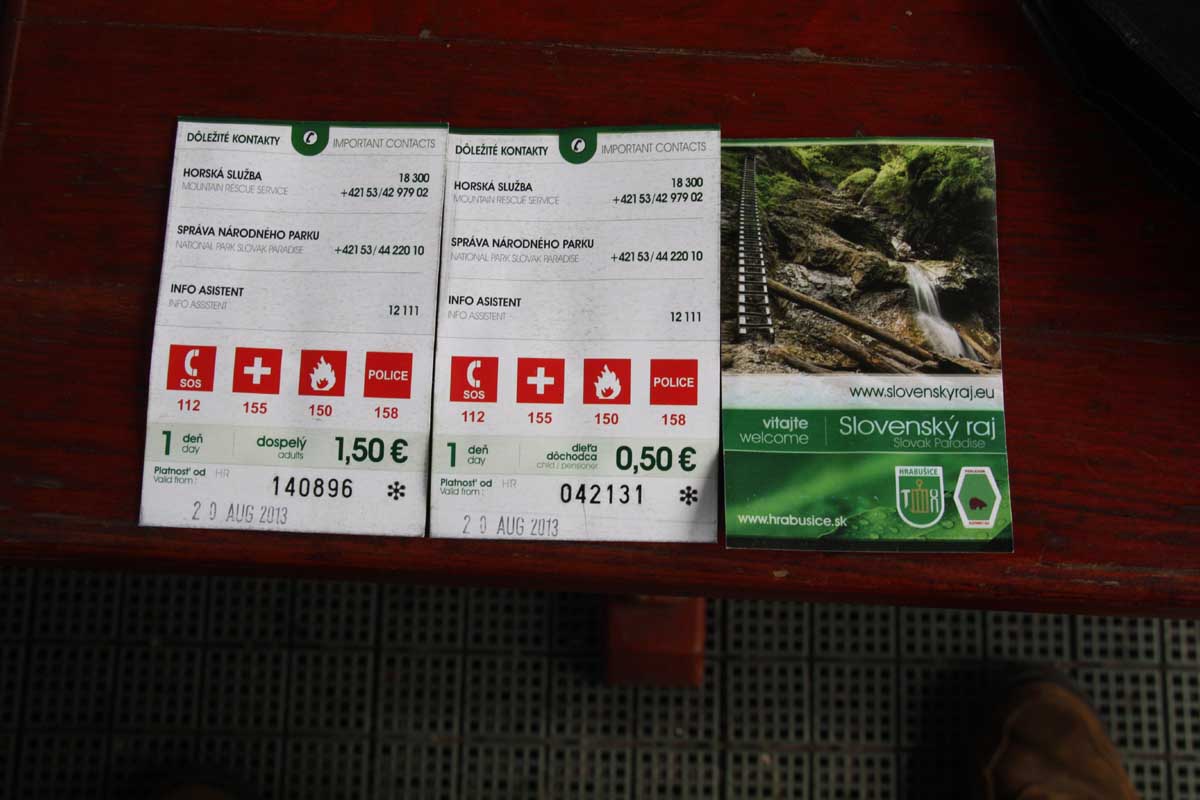 DÔLEŽITÉ KONTAKTY IMPORTANT CONTACTS
HORSKÁ SLUŽBA 18 300
MOUNTAIN RESCUE SERVICE +421 53/42 979 02
SPRÁVA NÁRODNÉHO PARKU
NATIONAL PARK SLOVAK PARADISE +421 53/ 44 220 10
INFO ASISTENT
INFO ASSISTENT 12 111
SOS POLICE
112 155 150 158
1 deň dospelý 1,50 €
day adults
Platnosť od HR
Valid from: 140896
20 AUG 2013
DÔLEŽITÉ KONTAKTY IMPORTANT CONTACTS
HORSKÁ SLUŽBA 18 300
MOUNTAIN RESCUE SERVICE +421 53/42 979 02
SPRÁVA NÁRODNÉHO PARKU
NATIONAL PARK SLOVAK PARADISE +421 53/ 44 220 10
INFO ASISTENT
INFO ASSISTENT 12 111
SOS POLICE
112 155 150 158
1 deň dieťa
day dôchodca 0,50 €
child / pensioner
Platnosť od HR
Valid from: 042131
20 AUG 2013
www.slovenskyraj.eu
vitajte Slovenský raj
welcome Slovak Paradise
HRABUŠICE
www.hrabusice.sk